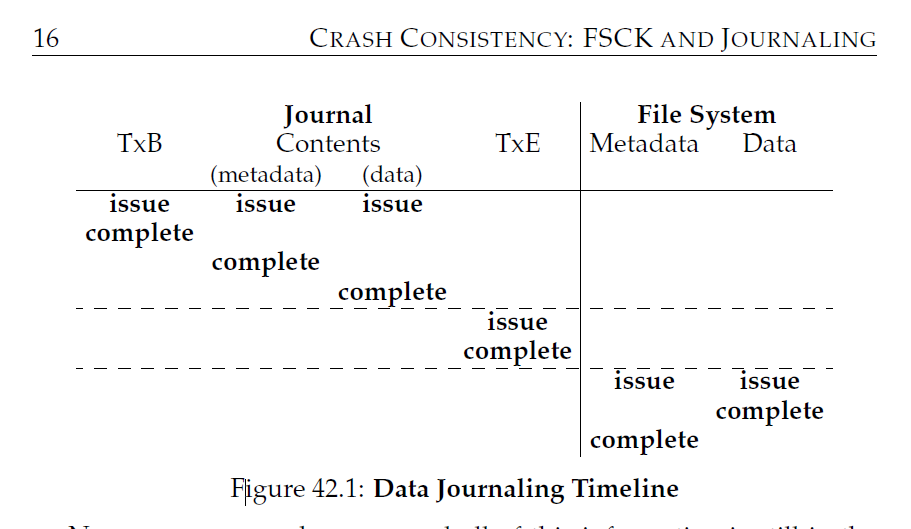 16 CRASH CONSISTENCY: FSCK AND JOURNALING
Journal File System
TxB Contents TxE Metadata Data
(metadata) (data)
issue issue issue
complete
complete
complete
issue
complete
issue issue
complete
complete
Figure 42.1: Data Journaling Timeline